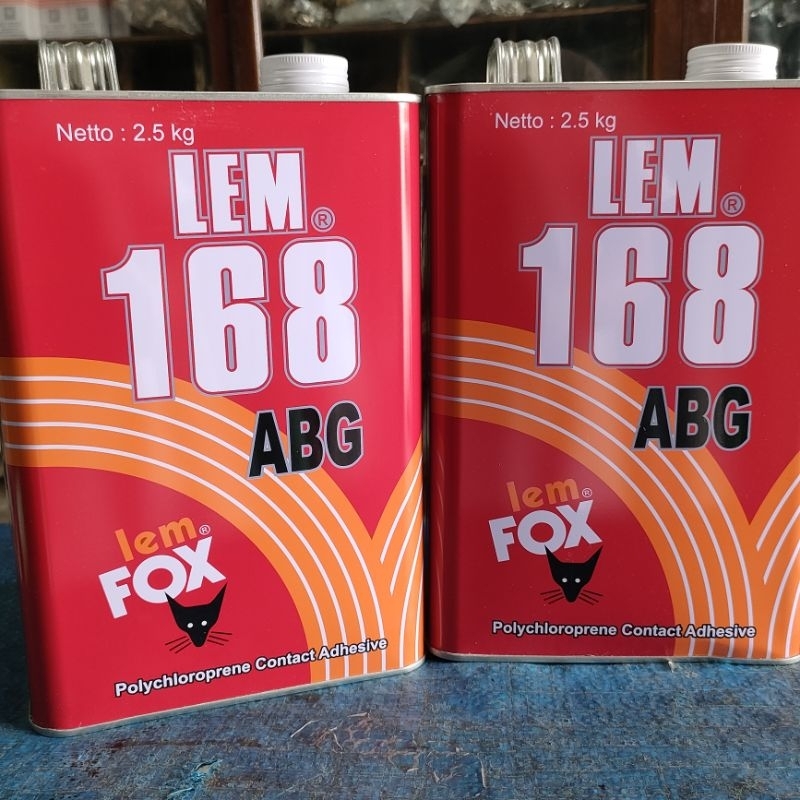 Netto : 2.5 kg
LEM®
168
ABG
lem®
FOX
Polychloroprene Contact Adhesive
Netto : 2.5 kg
LEM®
168
ABG
lem®
FOX
Polychloroprene Contact Adhesive